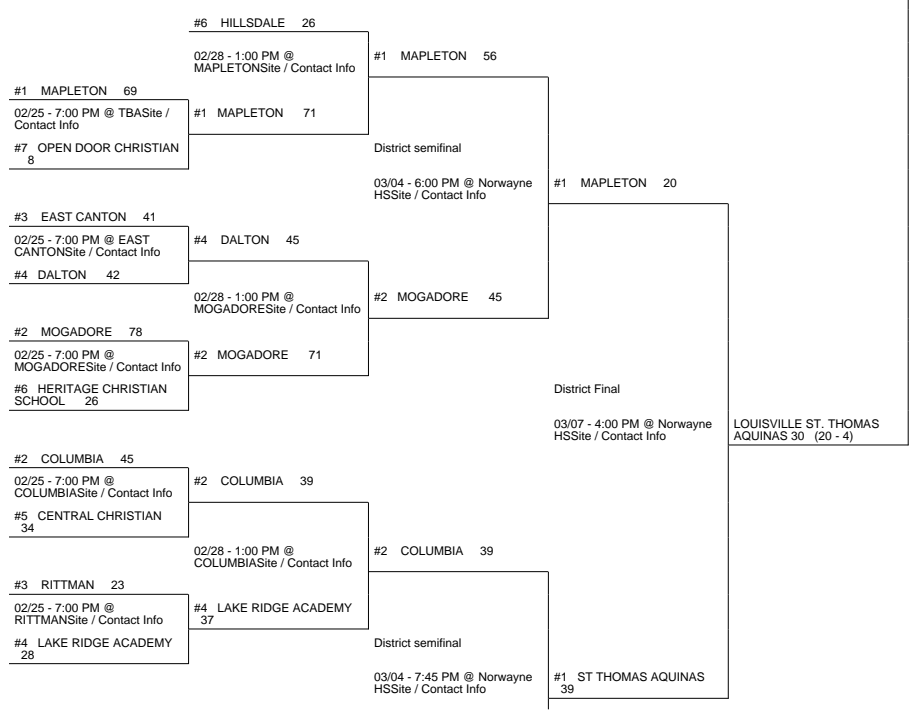 #6 HILLSDALE 26
02/28 - 1:00 PM @
MAPLETONSite / Contact Info
#1 MAPLETON 56
#1 MAPLETON 69
02/25 - 7:00 PM @ TBASite /
Contact Info
#1 MAPLETON 71
#7 OPEN DOOR CHRISTIAN
8
District semifinal
03/04 - 6:00 PM @ Norwayne
HSSite / Contact Info
#1 MAPLETON 20
#3 EAST CANTON 41
02/25 - 7:00 PM @ EAST
CANTONSite / Contact Info
#4 DALTON 45
#4 DALTON 42
02/28 - 1:00 PM @
MOGADORESite / Contact Info
#2 MOGADORE 45
#2 MOGADORE 78
02/25 - 7:00 PM @
MOGADORESite / Contact Info
#2 MOGADORE 71
#6 HERITAGE CHRISTIAN
SCHOOL 26
District Final
03/07 - 4:00 PM @ Norwayne
HSSite / Contact Info
LOUISVILLE ST. THOMAS
AQUINAS 30 (20 - 4)
#2 COLUMBIA 45
02/25 - 7:00 PM @
COLUMBIASite / Contact Info
#2 COLUMBIA 39
#5 CENTRAL CHRISTIAN
34
02/28 - 1:00 PM @
COLUMBIASite / Contact Info
#2 COLUMBIA 39
#3 RITTMAN 23
02/25 - 7:00 PM @
RITTMANSite / Contact Info
#4 LAKE RIDGE ACADEMY
37
#4 LAKE RIDGE ACADEMY
28
District semifinal
03/04 - 7:45 PM @ Norwayne
HSSite / Contact Info
#1 ST THOMAS AQUINAS
39